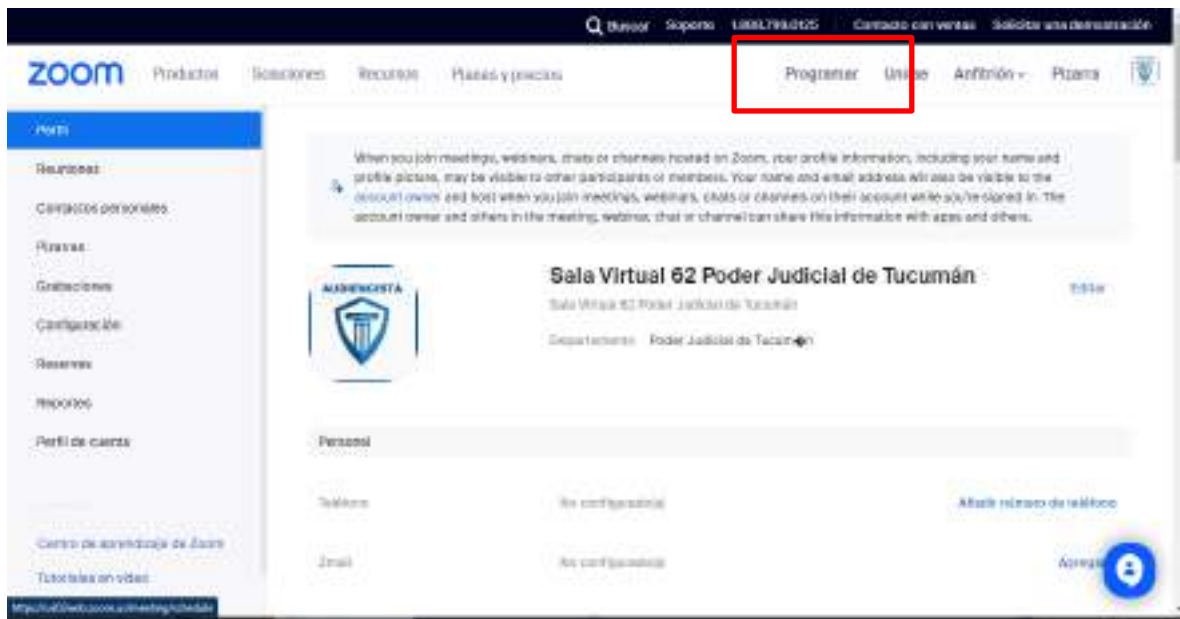 Buscar Soporte 1.888.799.0125 Contacto con ventas Solicitar una demostración
zoom Productos Soluciones Recursos Planes y precios Programar Unirse Anfitrión Pizarra
Perfil
Reuniones
Contactos personales
Pizarras
Grabaciones
Configuración
Reservas
Reportes
Perfil de cuenta
Centro de aprendizaje de Zoom
Tutoriales en vídeo
When you join meetings, webinars, chats or channels hosted on Zoom, your profile information, including your name and
profile picture, may be visible to other participants or members. Your name and email address will also be visible to the
account owner and host when you join meetings, webinars, chats or channels on their account while you're signed in. The
account owner and others in the meeting, webinar, chat or channel can share this information with apps and others.
AUDIENCISTA
Sala Virtual 62 Poder Judicial de Tucumán
Editar
Sala Virtual 62 Poder Judicial de Tucumán
Departamento Poder Judicial de Tucum�n
Personal
Teléfono No configurado(a) Añadir número de teléfono
Zmail No configurado(a)